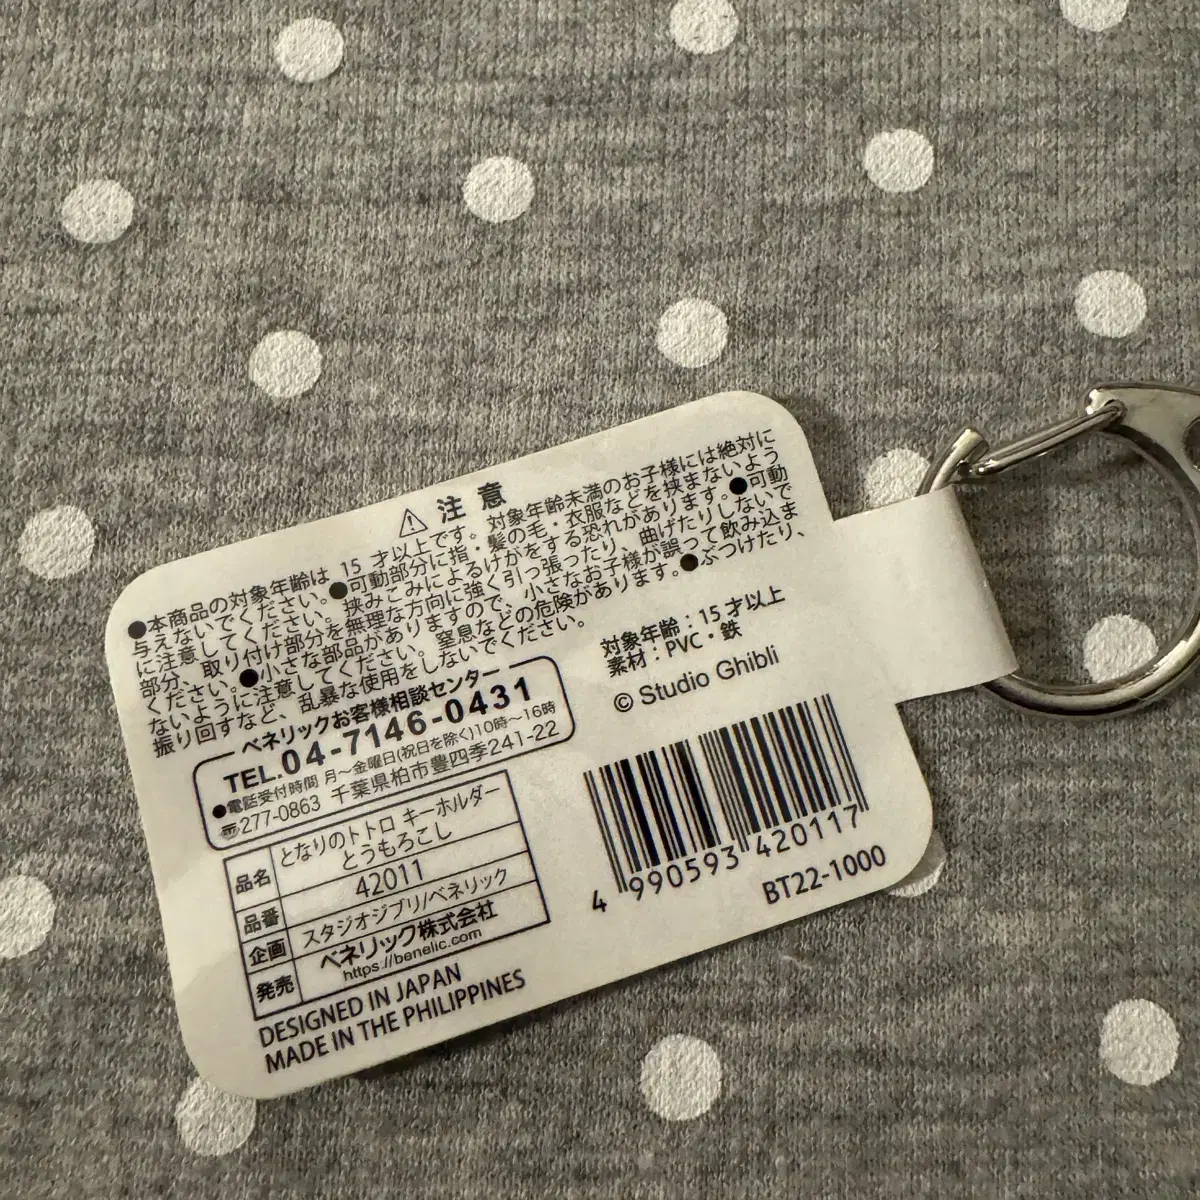 ⚠ 注意
●本商品の対象年齢は 15 才以上です。対象年齢未満のお子様には絶対に
与えないでください。●可動部分に指・髪の毛・衣服などを挟まないよう
に注意してください。挟みこみによるけがをする恐れがあります。●可動
部分、取り付け部分を無理な方向に強く引っ張ったり、曲げたりしないで
ください。●小さな部品がありますので、小さなお子様が誤って飲み込ま
ないように注意してください。窒息などの危険があります。●ぶつけたり、
振り回すなど、乱暴な使用をしないでください。
ベネリックお客様相談センター
TEL.04-7146-0431
●電話受付時間 月～金曜日(祝日を除く)10時～16時
〒277-0863 千葉県柏市豊四季241-22
品名 となりのトトロ キーホルダー
とうもろこし
品番 42011
企画 スタジオジブリ/ベネリック
発売 ベネリック株式会社
https://benelic.com
DESIGNED IN JAPAN
MADE IN THE PHILIPPINES
対象年齢：15 才以上
素材：PVC・鉄
© Studio Ghibli
4 990593 420117
BT22-1000